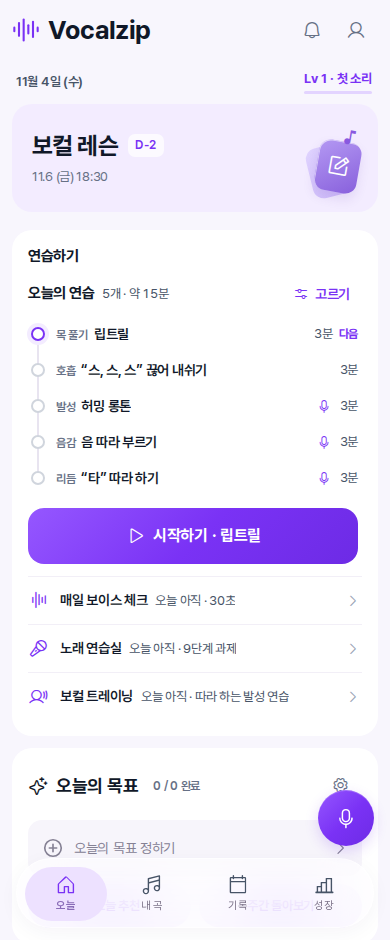 Vocalzip
11월 4일 (수)
Lv 1 · 첫 소리
보컬 레슨 D-2
11.6 (금) 18:30
연습하기
오늘의 연습 5개 · 약 15분 고르기
목 풀기 립트릴 3분 다음
호흡 “스, 스, 스” 끊어 내쉬기 3분
발성 허밍 롱톤 3분
음감 음 따라 부르기 3분
리듬 “타” 따라 하기 3분
시작하기 · 립트릴
매일 보이스 체크 오늘 아직 · 30초
노래 연습실 오늘 아직 · 9단계 과제
보컬 트레이닝 오늘 아직 · 따라 하는 발성 연습
오늘의 목표 0 / 0 완료
오늘의 목표 정하기
주간 돌아보기
오늘 내 곡 기록 성장